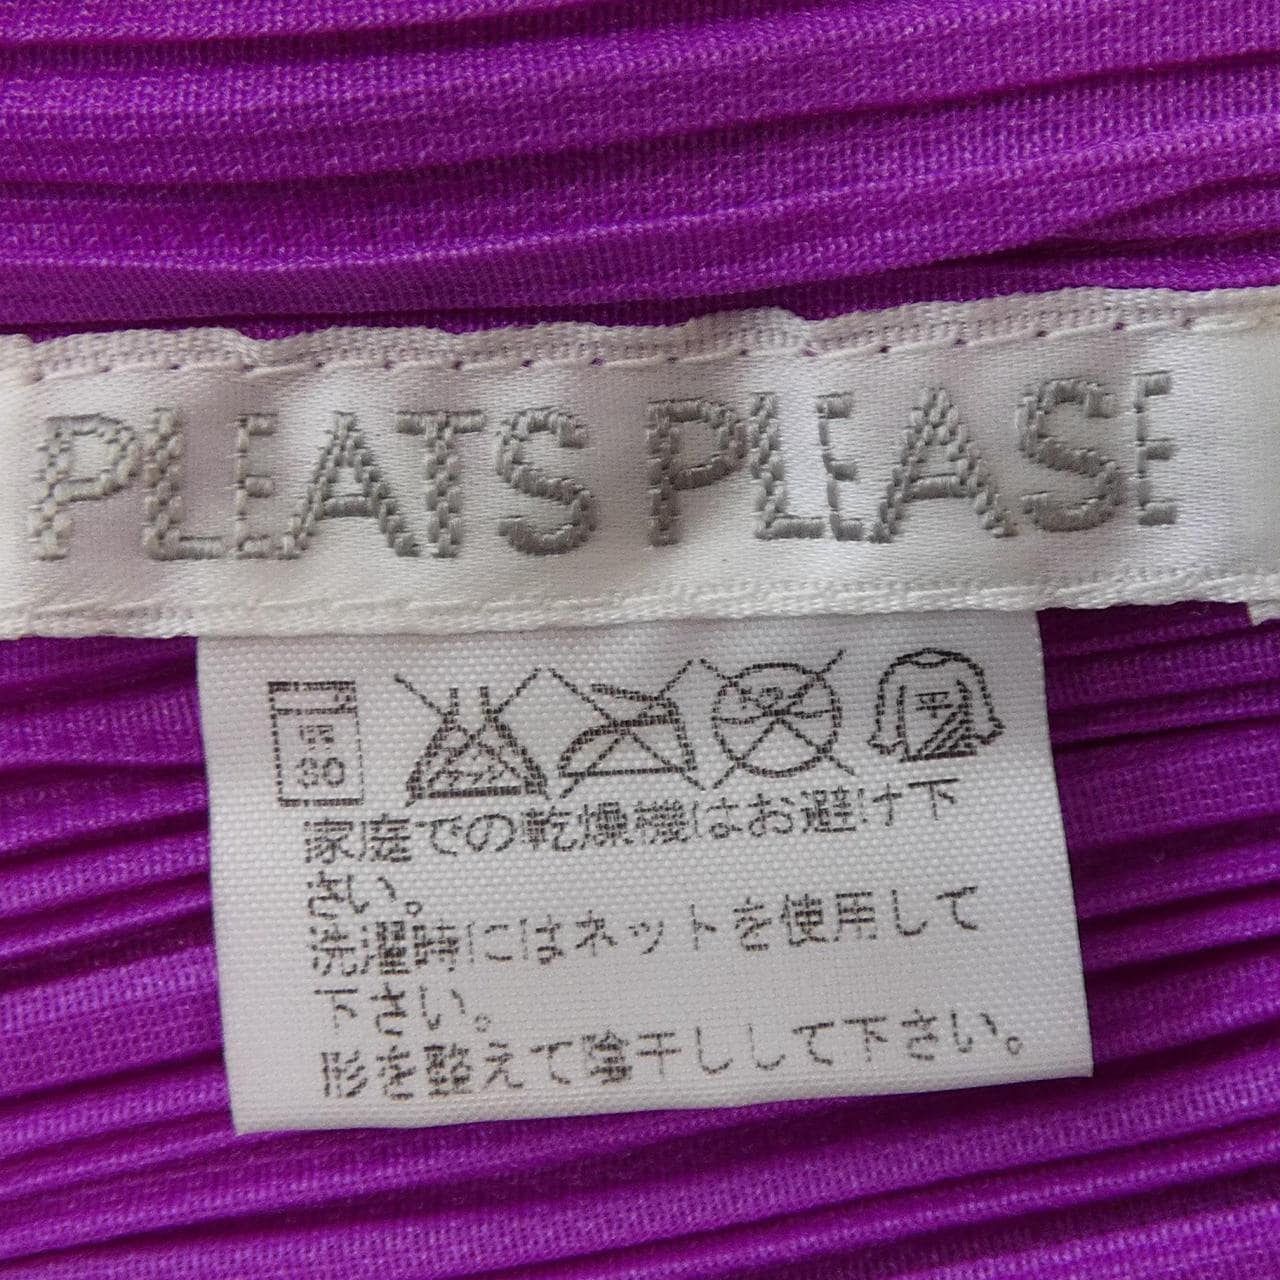 PLEATS PLEASE
弱
30
平
家庭での乾燥機はお避け下
さい。
洗濯時にはネットを使用して
下さい。
形を整えて陰干ししして下さい。